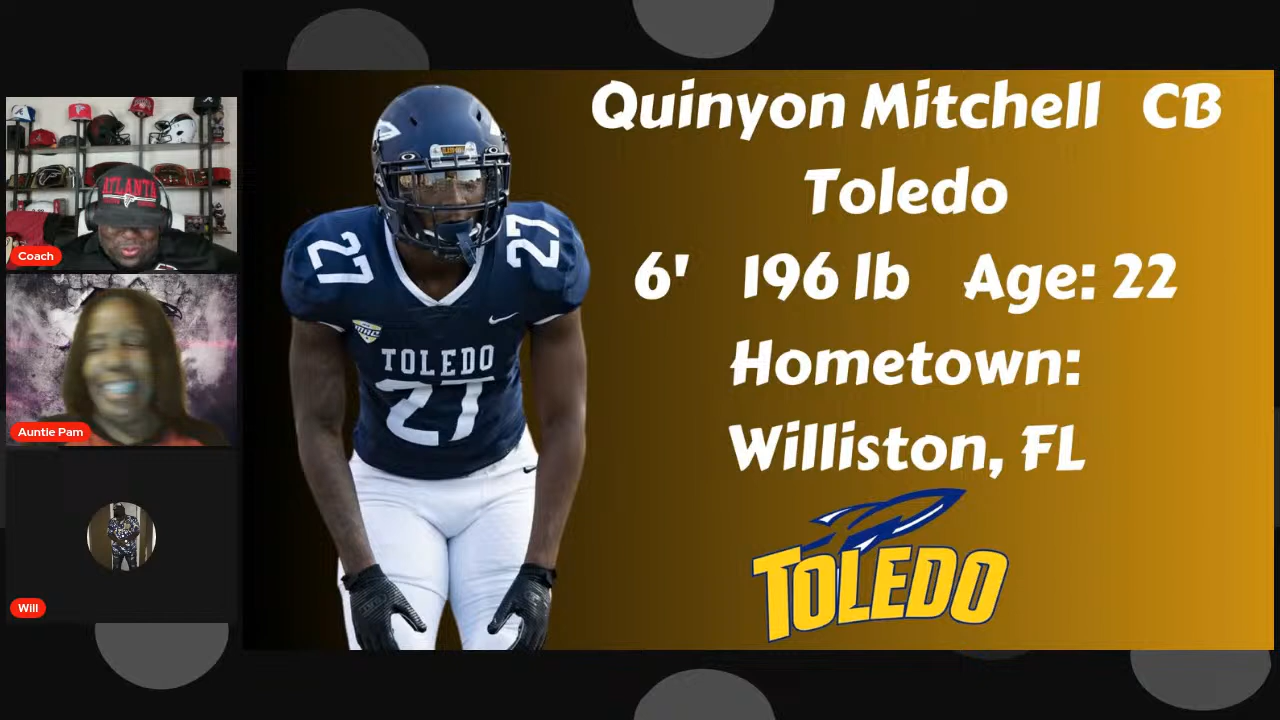 Quinyon Mitchell CB
Toledo
6' 196 lb Age: 22
Hometown:
Williston, FL
TOLEDO
27
27
MAC
TOLEDO
27
ATLANTA
Coach
Auntie Pam
Will